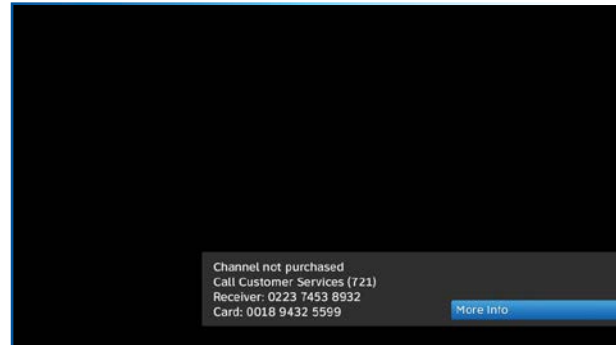 Channel not purchased
Call Customer Services (721)
Receiver: 0223 7453 8932
Card: 0018 9432 5599
More Info